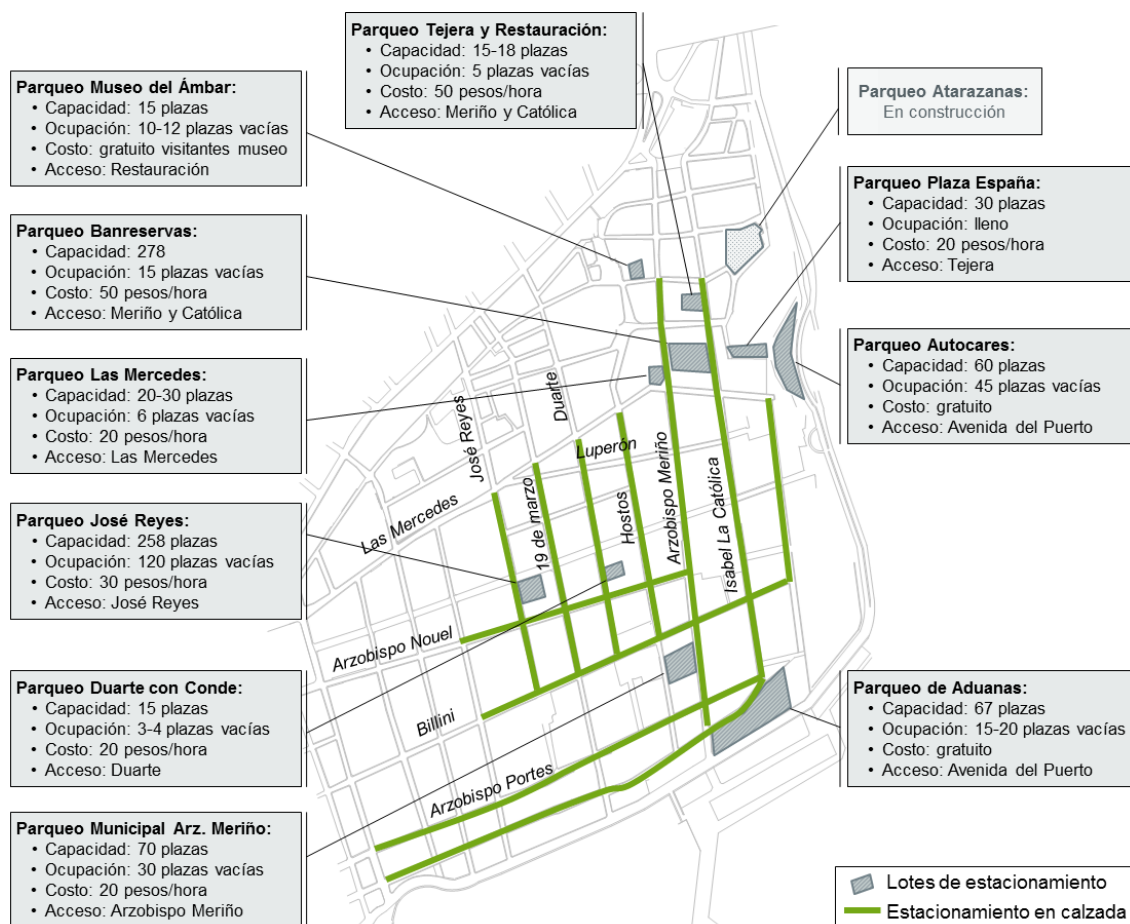 Parqueo Tejera y Restauración:
• Capacidad: 15-18 plazas
• Ocupación: 5 plazas vacías
• Costo: 50 pesos/hora
• Acceso: Meriño y Católica
Parqueo Museo del Ámbar:
• Capacidad: 15 plazas
• Ocupación: 10-12 plazas vacías
• Costo: gratuito visitantes museo
• Acceso: Restauración
Parqueo Atarazanas:
En construcción
Parqueo Plaza España:
• Capacidad: 30 plazas
• Ocupación: lleno
• Costo: 20 pesos/hora
• Acceso: Tejera
Parqueo Banreservas:
• Capacidad: 278
• Ocupación: 15 plazas vacías
• Costo: 50 pesos/hora
• Acceso: Meriño y Católica
Parqueo Autocares:
• Capacidad: 60 plazas
• Ocupación: 45 plazas vacías
• Costo: gratuito
• Acceso: Avenida del Puerto
Parqueo Las Mercedes:
• Capacidad: 20-30 plazas
• Ocupación: 6 plazas vacías
• Costo: 20 pesos/hora
• Acceso: Las Mercedes
José Reyes
Duarte
Luperón
Las Mercedes
19 de marzo
Hostos
Arzobispo Meriño
Isabel La Católica
Parqueo José Reyes:
• Capacidad: 258 plazas
• Ocupación: 120 plazas vacías
• Costo: 30 pesos/hora
• Acceso: José Reyes
Arzobispo Nouel
Billini
Arzobispo Portes
Parqueo Duarte con Conde:
• Capacidad: 15 plazas
• Ocupación: 3-4 plazas vacías
• Costo: 20 pesos/hora
• Acceso: Duarte
Parqueo de Aduanas:
• Capacidad: 67 plazas
• Ocupación: 15-20 plazas vacías
• Costo: gratuito
• Acceso: Avenida del Puerto
Parqueo Municipal Arz. Meriño:
• Capacidad: 70 plazas
• Ocupación: 30 plazas vacías
• Costo: 20 pesos/hora
• Acceso: Arzobispo Meriño
Lotes de estacionamiento
Estacionamiento en calzada